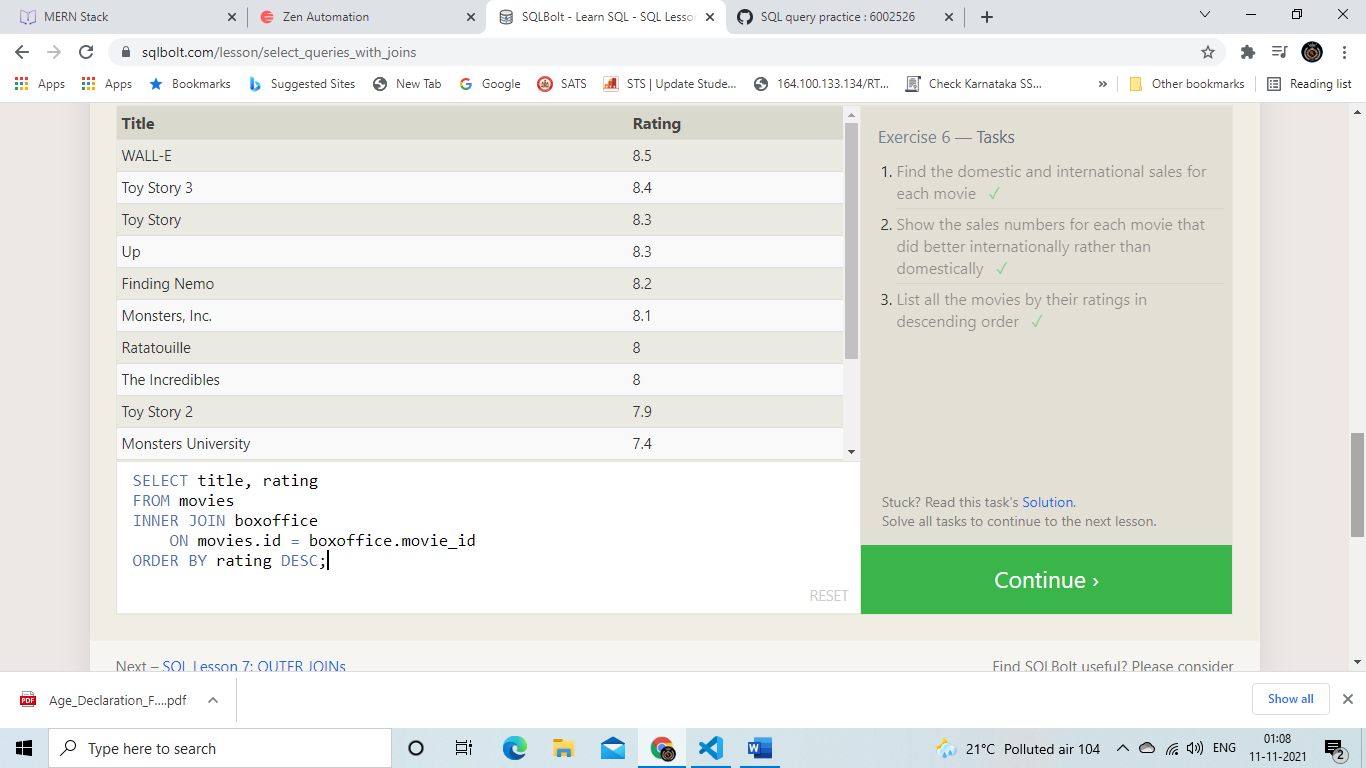 MERN Stack
Zen Automation
SQLBolt - Learn SQL - SQL Lesson
SQL query practice : 6002526
sqlbolt.com/lesson/select_queries_with_joins
Apps
Apps
Bookmarks
Suggested Sites
New Tab
Google
SATS
STS | Update Stude...
164.100.133.134/RT...
Check Karnataka SS...
»
Other bookmarks
Reading list
Title Rating
WALL-E 8.5
Toy Story 3 8.4
Toy Story 8.3
Up 8.3
Finding Nemo 8.2
Monsters, Inc. 8.1
Ratatouille 8
The Incredibles 8
Toy Story 2 7.9
Monsters University 7.4
SELECT title, rating
FROM movies
INNER JOIN boxoffice
ON movies.id = boxoffice.movie_id
ORDER BY rating DESC;
RESET
Exercise 6 — Tasks
1. Find the domestic and international sales for
each movie ✓
2. Show the sales numbers for each movie that
did better internationally rather than
domestically ✓
3. List all the movies by their ratings in
descending order ✓
Stuck? Read this task's Solution.
Solve all tasks to continue to the next lesson.
Continue ›
Next – SQL Lesson 7: OUTER JOINs
Find SQLBolt useful? Please consider
PDF
Age_Declaration_F....pdf
Show all
Type here to search
21°C Polluted air 104
ENG
01:08
11-11-2021
2